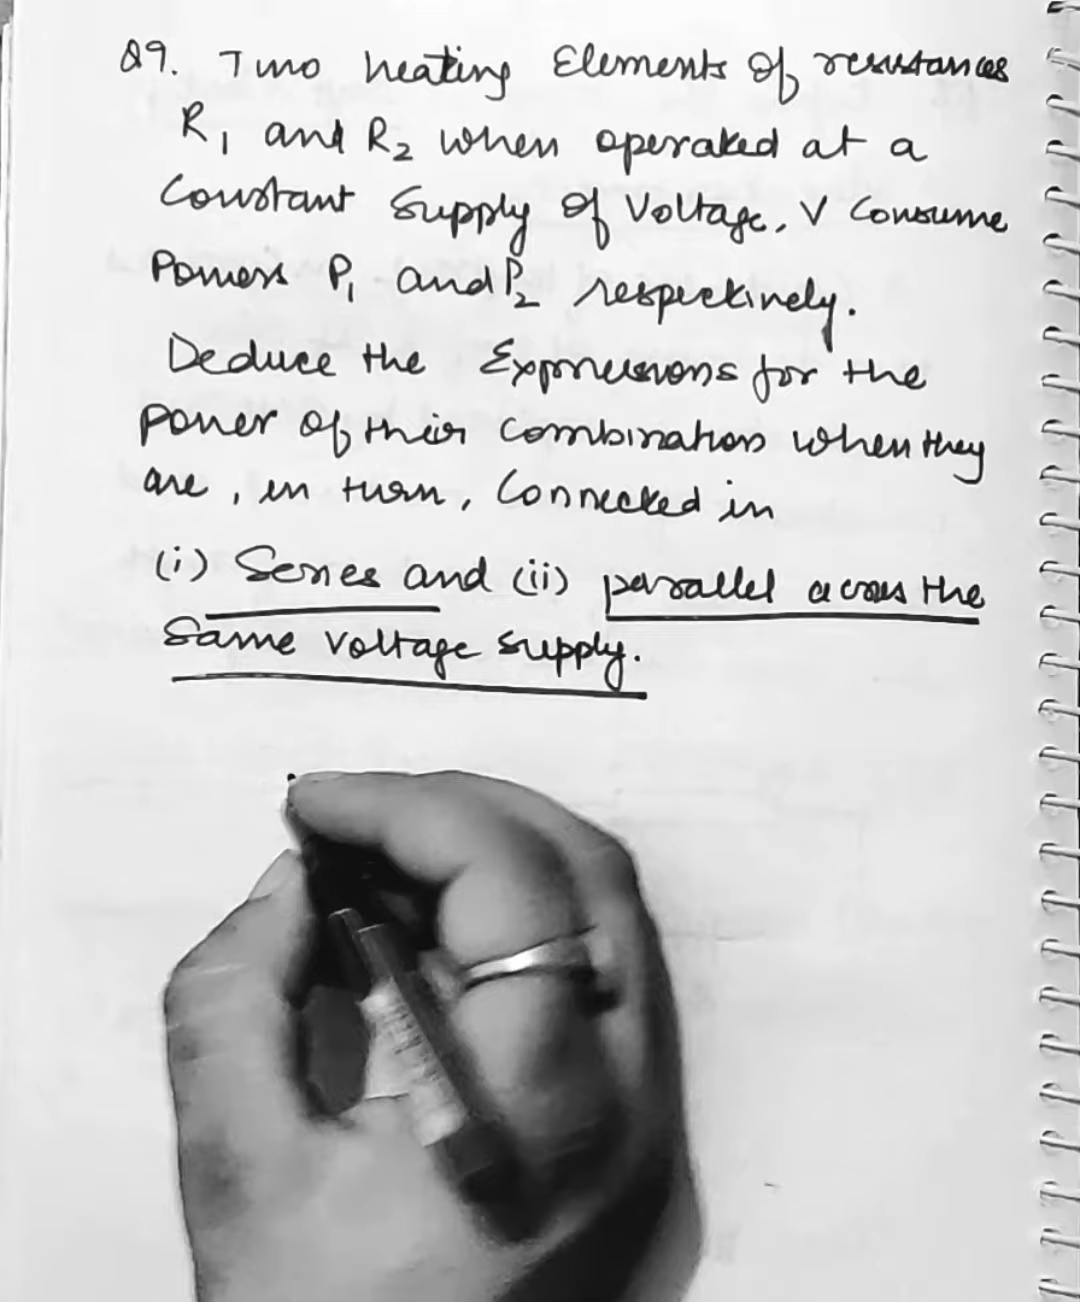 Q9. Two heating Elements of resistances
R₁ and R₂ when operated at a
Constant Supply of Voltage, V Consume
Powers P₁ and P₂ respectively.
Deduce the Expressions for the
power of their combination when they
are, in turn, Connected in
(i) Series and (ii) parallel across the
Same voltage supply.